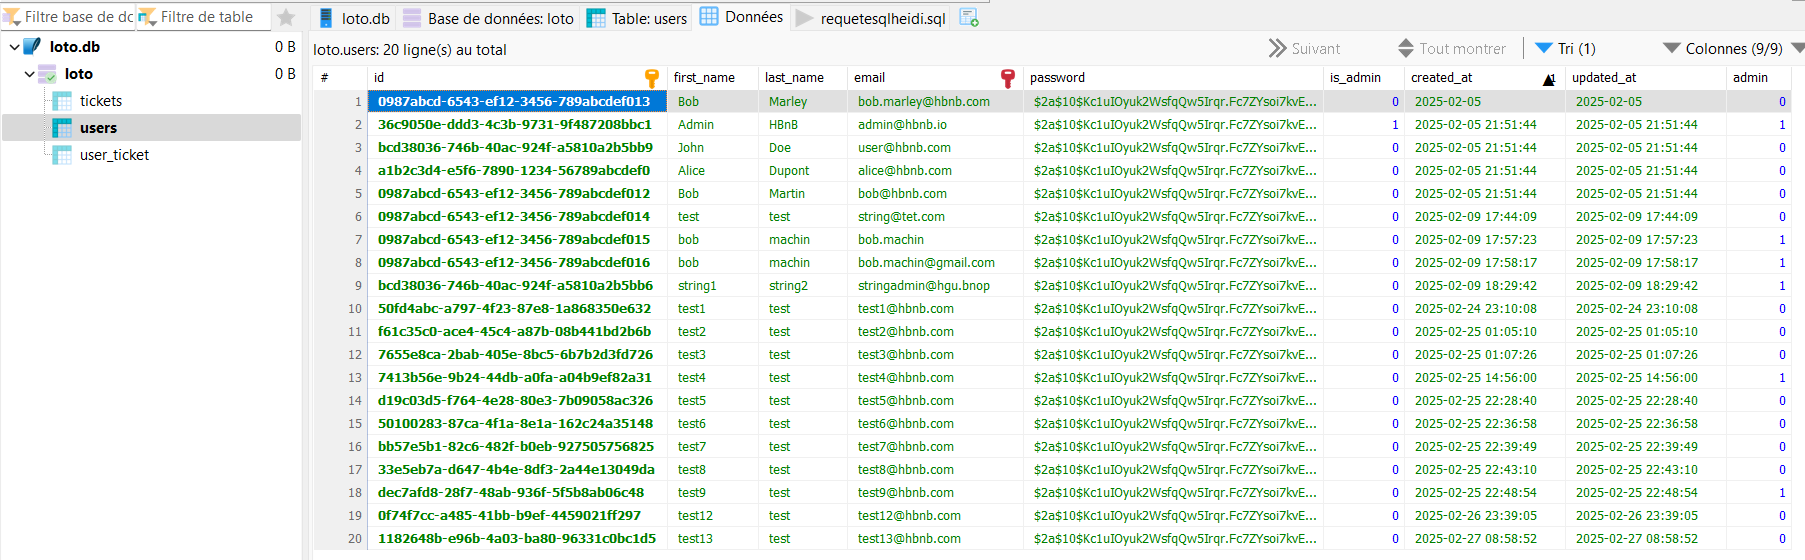 Filtre base de dc Filtre de table loto.db Base de données: loto Table: users Données requetesqlheidi.sql
loto.db 0 B
loto 0 B
tickets
users
user_ticket
loto.users: 20 ligne(s) au total Suivant Tout montrer Tri (1) Colonnes (9/9)
# id first_name last_name email password is_admin created_at 1 updated_at admin
1 0987abcd-6543-ef12-3456-789abcdef013 Bob Marley bob.marley@hbnb.com $2a$10$Kc1uIOyuk2WsfqQw5Irqr.Fc7ZYsoi7kvE... 0 2025-02-05 2025-02-05 0
2 36c9050e-ddd3-4c3b-9731-9f487208bbc1 Admin HBnB admin@hbnb.io $2a$10$Kc1uIOyuk2WsfqQw5Irqr.Fc7ZYsoi7kvE... 1 2025-02-05 21:51:44 2025-02-05 21:51:44 1
3 bcd38036-746b-40ac-924f-a5810a2b5bb9 John Doe user@hbnb.com $2a$10$Kc1uIOyuk2WsfqQw5Irqr.Fc7ZYsoi7kvE... 0 2025-02-05 21:51:44 2025-02-05 21:51:44 0
4 a1b2c3d4-e5f6-7890-1234-56789abcdef0 Alice Dupont alice@hbnb.com $2a$10$Kc1uIOyuk2WsfqQw5Irqr.Fc7ZYsoi7kvE... 0 2025-02-05 21:51:44 2025-02-05 21:51:44 0
5 0987abcd-6543-ef12-3456-789abcdef012 Bob Martin bob@hbnb.com $2a$10$Kc1uIOyuk2WsfqQw5Irqr.Fc7ZYsoi7kvE... 0 2025-02-05 21:51:44 2025-02-05 21:51:44 0
6 0987abcd-6543-ef12-3456-789abcdef014 test test string@tet.com $2a$10$Kc1uIOyuk2WsfqQw5Irqr.Fc7ZYsoi7kvE... 0 2025-02-09 17:44:09 2025-02-09 17:44:09 0
7 0987abcd-6543-ef12-3456-789abcdef015 bob machin bob.machin $2a$10$Kc1uIOyuk2WsfqQw5Irqr.Fc7ZYsoi7kvE... 0 2025-02-09 17:57:23 2025-02-09 17:57:23 1
8 0987abcd-6543-ef12-3456-789abcdef016 bob machin bob.machin@gmail.com $2a$10$Kc1uIOyuk2WsfqQw5Irqr.Fc7ZYsoi7kvE... 0 2025-02-09 17:58:17 2025-02-09 17:58:17 1
9 bcd38036-746b-40ac-924f-a5810a2b5bb6 string1 string2 stringadmin@hgu.bnop $2a$10$Kc1uIOyuk2WsfqQw5Irqr.Fc7ZYsoi7kvE... 0 2025-02-09 18:29:42 2025-02-09 18:29:42 1
10 50fd4abc-a797-4f23-87e8-1a868350e632 test1 test test1@hbnb.com $2a$10$Kc1uIOyuk2WsfqQw5Irqr.Fc7ZYsoi7kvE... 0 2025-02-24 23:10:08 2025-02-24 23:10:08 0
11 f61c35c0-ace4-45c4-a87b-08b441bd2b6b test2 test test2@hbnb.com $2a$10$Kc1uIOyuk2WsfqQw5Irqr.Fc7ZYsoi7kvE... 0 2025-02-25 01:05:10 2025-02-25 01:05:10 0
12 7655e8ca-2bab-405e-8bc5-6b7b2d3fd726 test3 test test3@hbnb.com $2a$10$Kc1uIOyuk2WsfqQw5Irqr.Fc7ZYsoi7kvE... 0 2025-02-25 01:07:26 2025-02-25 01:07:26 0
13 7413b56e-9b24-44db-a0fa-a04b9ef82a31 test4 test test4@hbnb.com $2a$10$Kc1uIOyuk2WsfqQw5Irqr.Fc7ZYsoi7kvE... 0 2025-02-25 14:56:00 2025-02-25 14:56:00 1
14 d19c03d5-f764-4e28-80e3-7b09058ac326 test5 test test5@hbnb.com $2a$10$Kc1uIOyuk2WsfqQw5Irqr.Fc7ZYsoi7kvE... 0 2025-02-25 22:28:40 2025-02-25 22:28:40 0
15 50100283-87ca-4f1a-8e1a-162c24a35148 test6 test test6@hbnb.com $2a$10$Kc1uIOyuk2WsfqQw5Irqr.Fc7ZYsoi7kvE... 0 2025-02-25 22:36:58 2025-02-25 22:36:58 0
16 bb57e5b1-82c6-482f-b0eb-927505756825 test7 test test7@hbnb.com $2a$10$Kc1uIOyuk2WsfqQw5Irqr.Fc7ZYsoi7kvE... 0 2025-02-25 22:39:49 2025-02-25 22:39:49 0
17 33e5eb7a-d647-4b4e-8df3-2a44e13049da test8 test test8@hbnb.com $2a$10$Kc1uIOyuk2WsfqQw5Irqr.Fc7ZYsoi7kvE... 0 2025-02-25 22:43:10 2025-02-25 22:43:10 0
18 dec7afd8-28f7-48ab-936f-5f5b8ab06c48 test9 test test9@hbnb.com $2a$10$Kc1uIOyuk2WsfqQw5Irqr.Fc7ZYsoi7kvE... 0 2025-02-25 22:48:54 2025-02-25 22:48:54 1
19 0f74f7cc-a485-41bb-b9ef-4459021ff297 test12 test test12@hbnb.com $2a$10$Kc1uIOyuk2WsfqQw5Irqr.Fc7ZYsoi7kvE... 0 2025-02-26 23:39:05 2025-02-26 23:39:05 0
20 1182648b-e96b-4a03-ba80-96331c0bc1d5 test13 test test13@hbnb.com $2a$10$Kc1uIOyuk2WsfqQw5Irqr.Fc7ZYsoi7kvE... 0 2025-02-27 08:58:52 2025-02-27 08:58:52 0